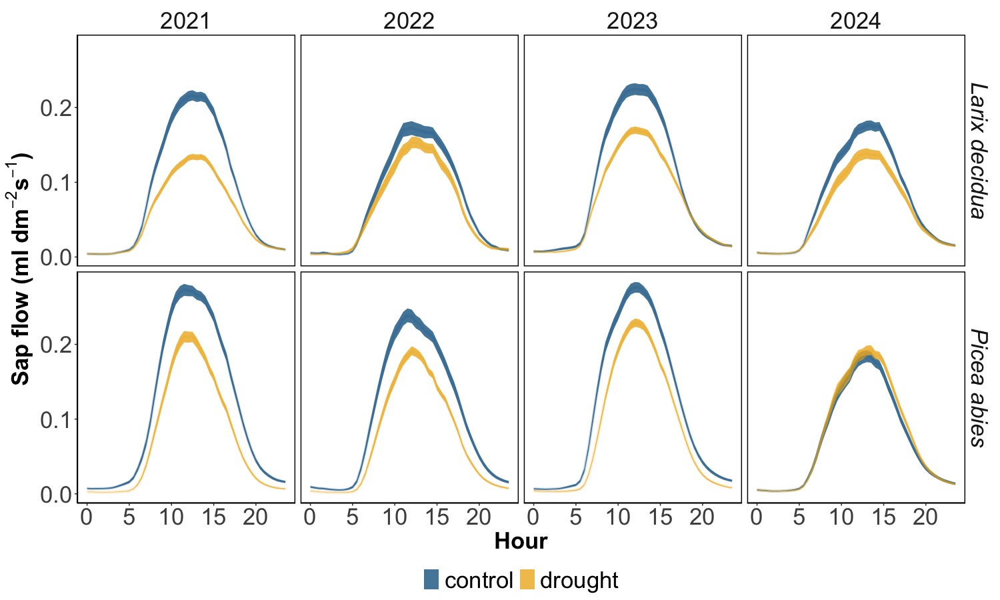 2021 2022 2023 2024
Sap flow (ml dm⁻²s⁻¹)
0.2
0.1
0.0
Larix decidua
0.2
0.1
0.0
Picea abies
0 5 10 15 20 0 5 10 15 20 0 5 10 15 20 0 5 10 15 20
Hour
control drought